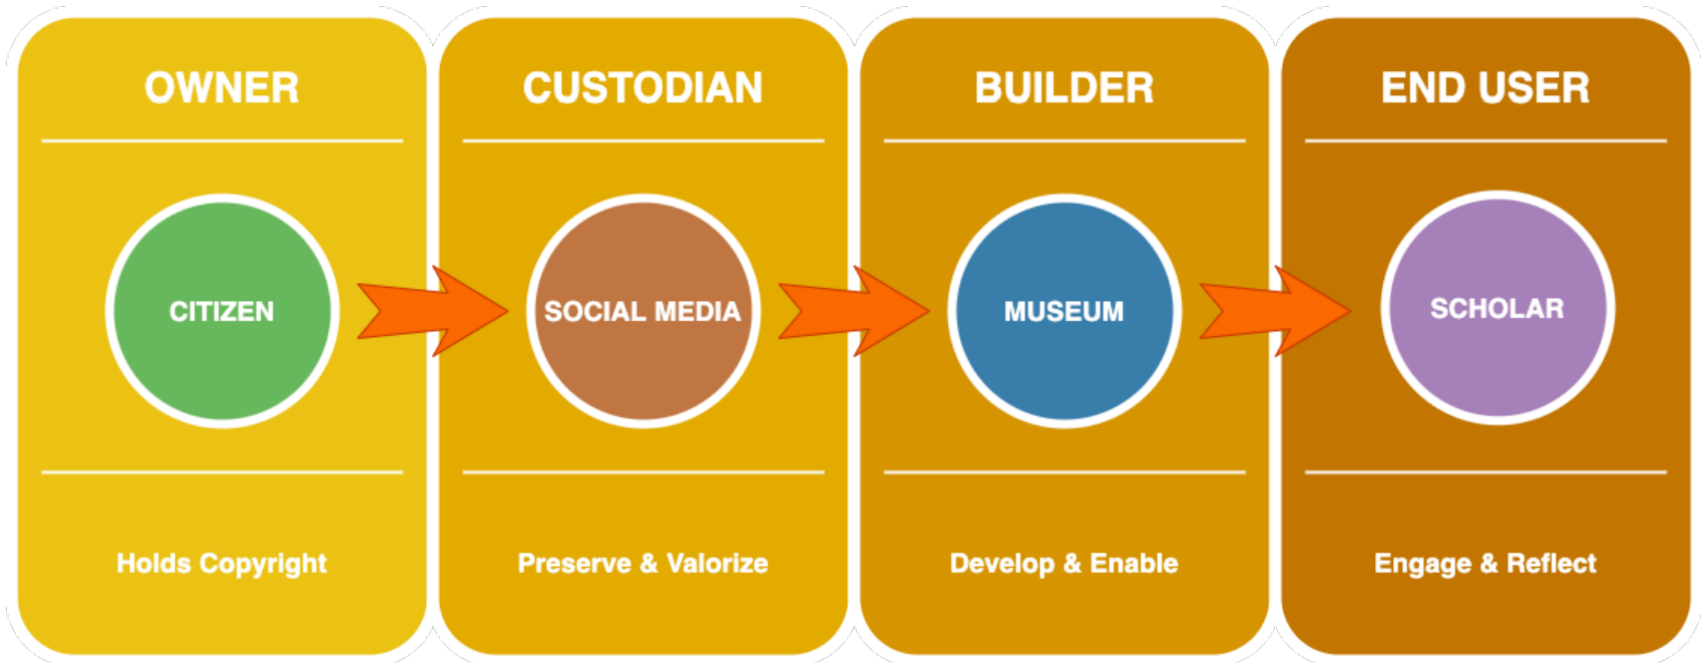 OWNER
CITIZEN
Holds Copyright
CUSTODIAN
SOCIAL MEDIA
Preserve & Valorize
BUILDER
MUSEUM
Develop & Enable
END USER
SCHOLAR
Engage & Reflect